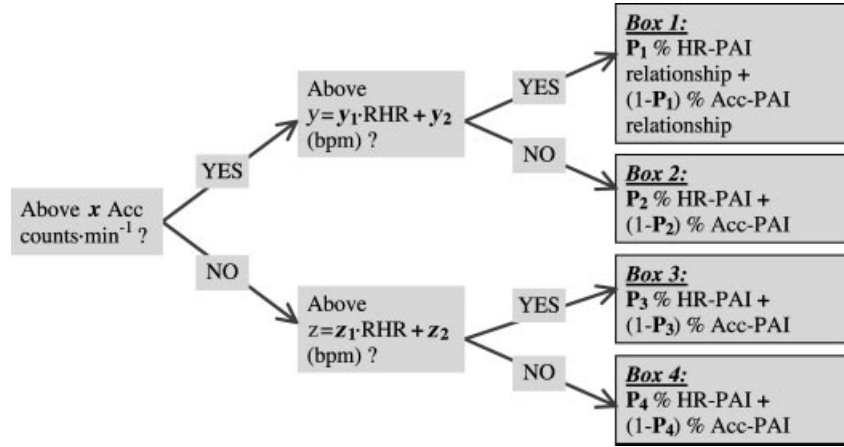 Above x Acc
counts·min⁻¹ ?
YES
NO
Above
y=y₁·RHR + y₂
(bpm) ?
YES
NO
Above
z=z₁·RHR + z₂
(bpm) ?
YES
NO
Box 1:
P₁ % HR-PAI
relationship +
(1-P₁) % Acc-PAI
relationship
Box 2:
P₂ % HR-PAI +
(1-P₂) % Acc-PAI
Box 3:
P₃ % HR-PAI +
(1-P₃) % Acc-PAI
Box 4:
P₄ % HR-PAI +
(1-P₄) % Acc-PAI